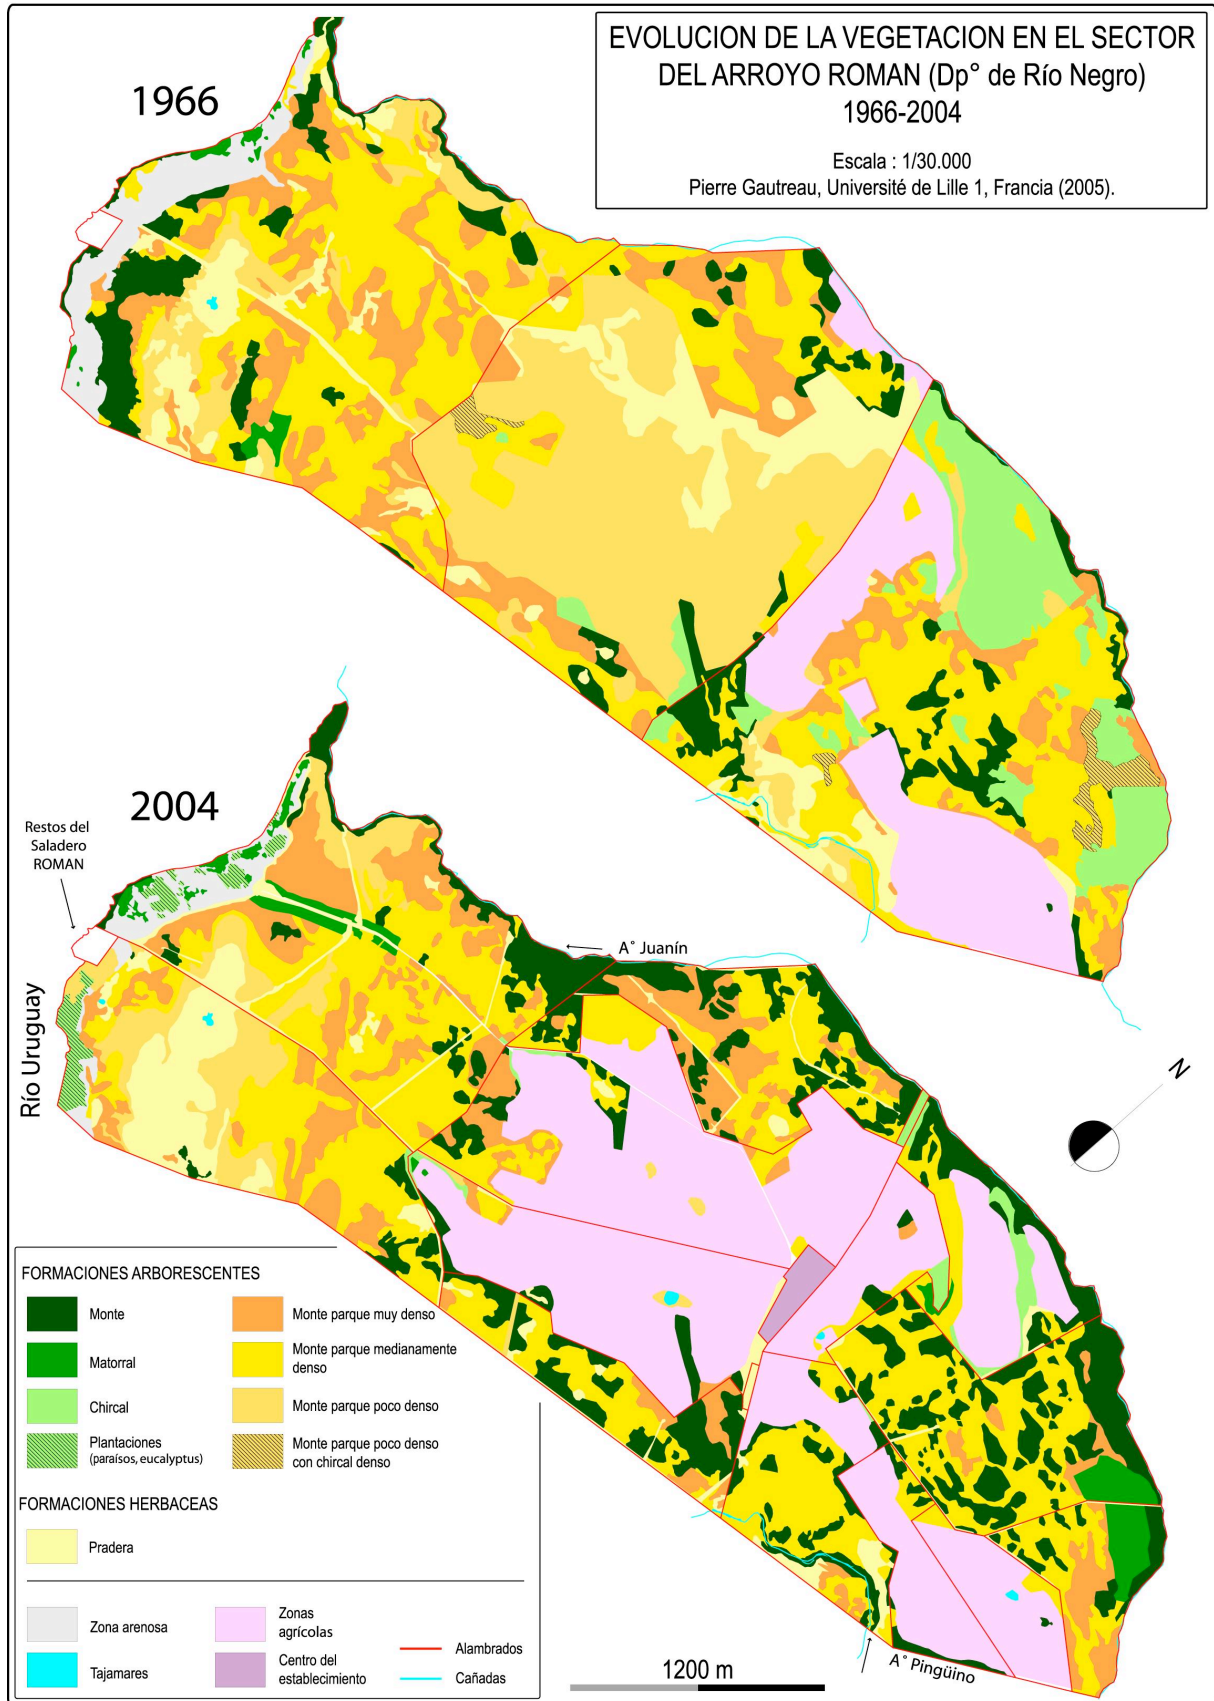 EVOLUCION DE LA VEGETACION EN EL SECTOR
DEL ARROYO ROMAN (Dp° de Río Negro)
1966-2004
Escala : 1/30.000
Pierre Gautreau, Université de Lille 1, Francia (2005).
1966
2004
Restos del
Saladero
ROMAN
A° Juanín
Río Uruguay
N
FORMACIONES ARBORESCENTES
Monte
Matorral
Chircal
Plantaciones
(paraísos, eucalyptus)
Monte parque muy denso
Monte parque medianamente
denso
Monte parque poco denso
Monte parque poco denso
con chircal denso
FORMACIONES HERBACEAS
Pradera
Zona arenosa
Tajamares
Zonas
agrícolas
Centro del
establecimiento
Alambrados
Cañadas
1200 m
A° Pingüino